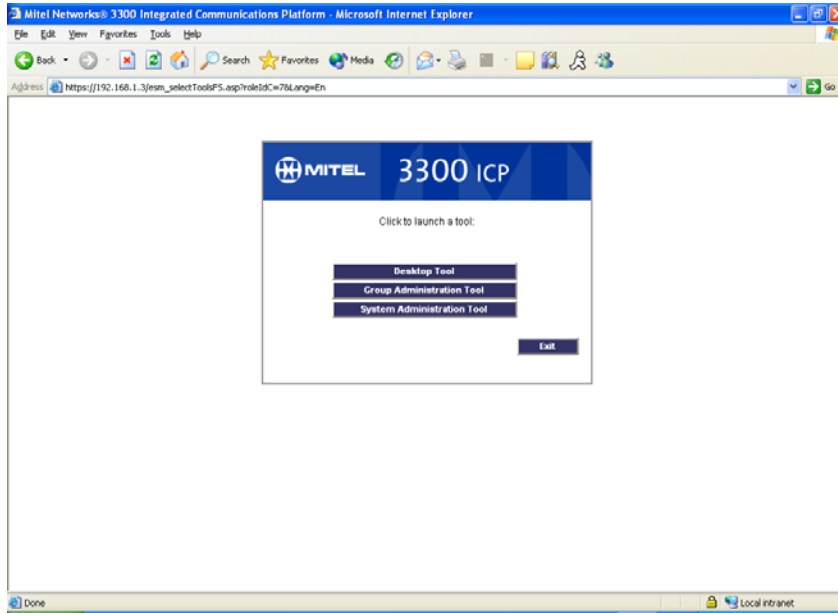 Mitel Networks® 3300 Integrated Communications Platform - Microsoft Internet Explorer
File Edit View Favorites Tools Help
Back Search Favorites Media
Address https://192.168.1.3/esm_selectToolsF5.asp?roleIdC=7&Lang=En Go
MITEL 3300 ICP
Click to launch a tool:
Desktop Tool
Group Administration Tool
System Administration Tool
Exit
Done Local intranet